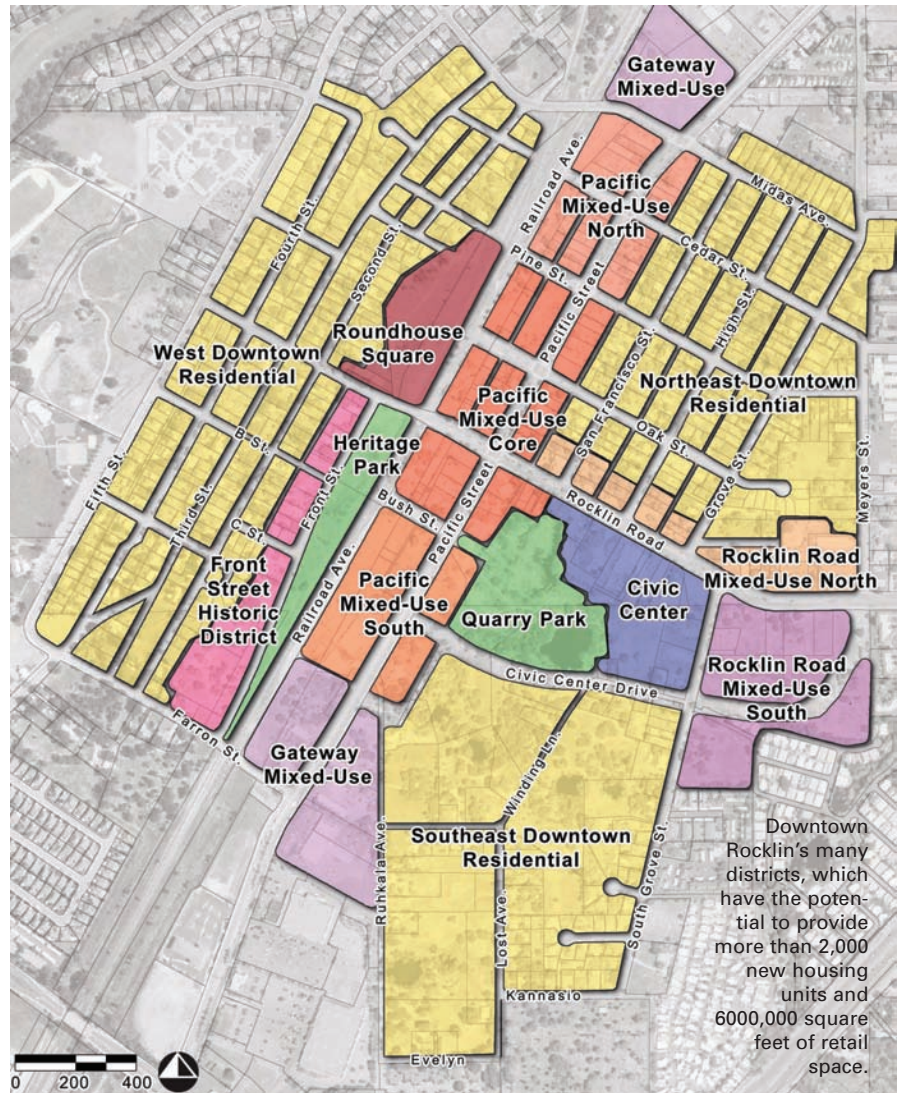 Gateway
Mixed-Use
Railroad Ave.
Pacific
Mixed-Use
North
Midas Ave.
Fourth St.
Second St.
Pine St.
Cedar St.
Pacific Street
High St.
Roundhouse
Square
West Downtown
Residential
San Francisco St.
Northeast Downtown
Residential
Pacific
Mixed-Use
Core
Oak St.
B St.
Heritage
Park
Grove St.
Meyers St.
Fifth St.
Third St.
Front St.
Bush St.
Pacific Street
Rocklin Road
C St.
Rocklin Road
Mixed-Use North
Front
Street
Historic
District
Railroad Ave.
Pacific
Mixed-Use
South
Quarry Park
Civic
Center
Civic Center Drive
Rocklin Road
Mixed-Use
South
Farron St.
Gateway
Mixed-Use
Winding Ln.
Southeast Downtown
Residential
Ruhkala Ave.
Lost Ave.
South Grove St.
Kannasio
Evelyn
Downtown
Rocklin’s many
districts, which
have the poten-
tial to provide
more than 2,000
new housing
units and
6000,000 square
feet of retail
space.
0 200 400